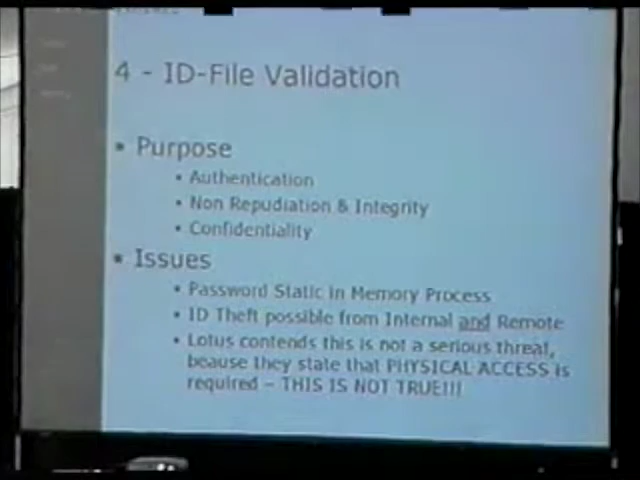 4 - ID-File Validation
• Purpose
• Authentication
• Non Repudiation & Integrity
• Confidentiality
• Issues
• Password Static in Memory Process
• ID Theft possible from Internal and Remote
• Lotus contends this is not a serious threat,
beause they state that PHYSICAL ACCESS is
required – THIS IS NOT TRUE!!!